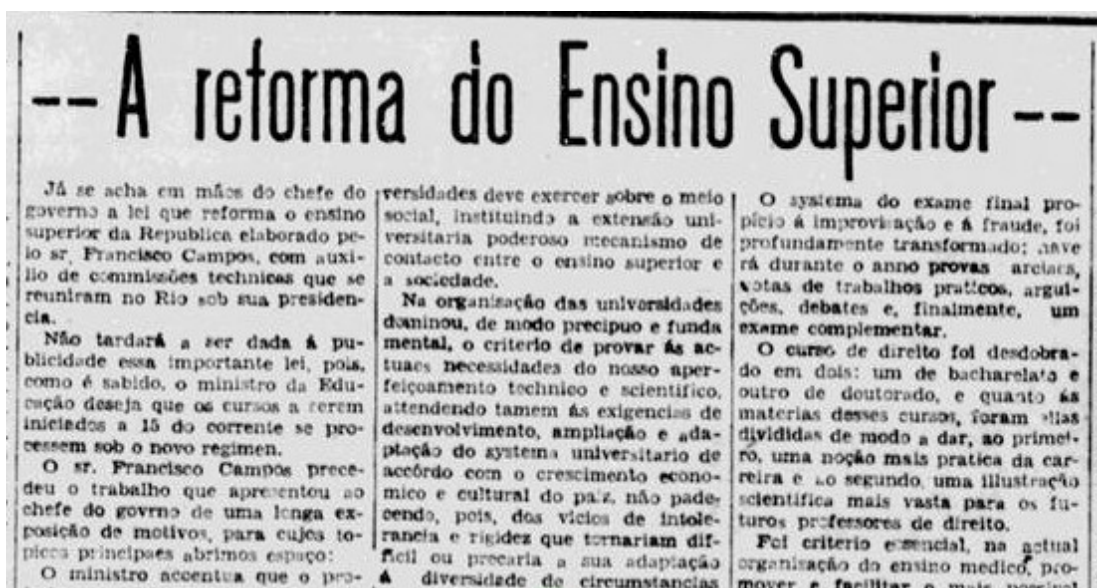 -- A reforma do Ensino Superior --
Já se acha em mãos do chefe do
governo a lei que reforma o ensino
superior da Republica elaborado pe-
lo sr. Francisco Campos, com auxi-
lio de commissões technicas que se
reuniram no Rio sob sua presiden-
cia.
Não tardará a ser dada á pu-
blicidade essa importante lei, pois,
como é sabido, o ministro da Edu-
cação deseja que os cursos a serem
iniciados a 15 do corrente se pro-
cessem sob o novo regimen.
O sr. Francisco Campos prece-
deu o trabalho que apresentou ao
chefe do governo de uma longa ex-
posição de motivos, para cujos to-
picos principaes abrimos espaço:
O ministro accentua que o pro-
versidades deve exercer sobre o meio
social, instituindo a extensão uni-
versitaria poderoso mecanismo de
contacto entre o ensino superior e
a sociedade.
Na organisação das universidades
dominou, de modo precipuo e funda
mental, o criterio de provar ás ac-
tuaes necessidades do nosso aper-
feiçoamento technico e scientifico,
attendendo tamem ás exigencias de
desenvolvimento, ampliação e ada-
ptação do systema universitario de
accôrdo com o crescimento econo-
mico e cultural do paiz, não pade-
cendo, pois, dos vicios de intole-
rancia e rigidez que tornariam dif-
ficil ou precaria a sua adaptação
á diversidade de circumstancias
O systema do exame final pro-
picio á improvisação e á fraude, foi
profundamente transformado; have
rá durante o anno provas arciaes,
votas de trabalhos praticos, argui-
ções, debates e, finalmente, um
exame complementar.
O curso de direito foi desdobra-
do em dois: um de bacharelato e
outro de doutorado, e quanto ás
materias desses cursos, foram ellas
divididas de modo a dar, ao primei-
ró, uma noção mais pratica da car-
reira e ao segundo, uma illustração
scientifica mais vasta para os fu-
turos professores de direito.
Foi criterio essencial, na actual
organisação do ensino medico, pro-
mover e facilitar o mais